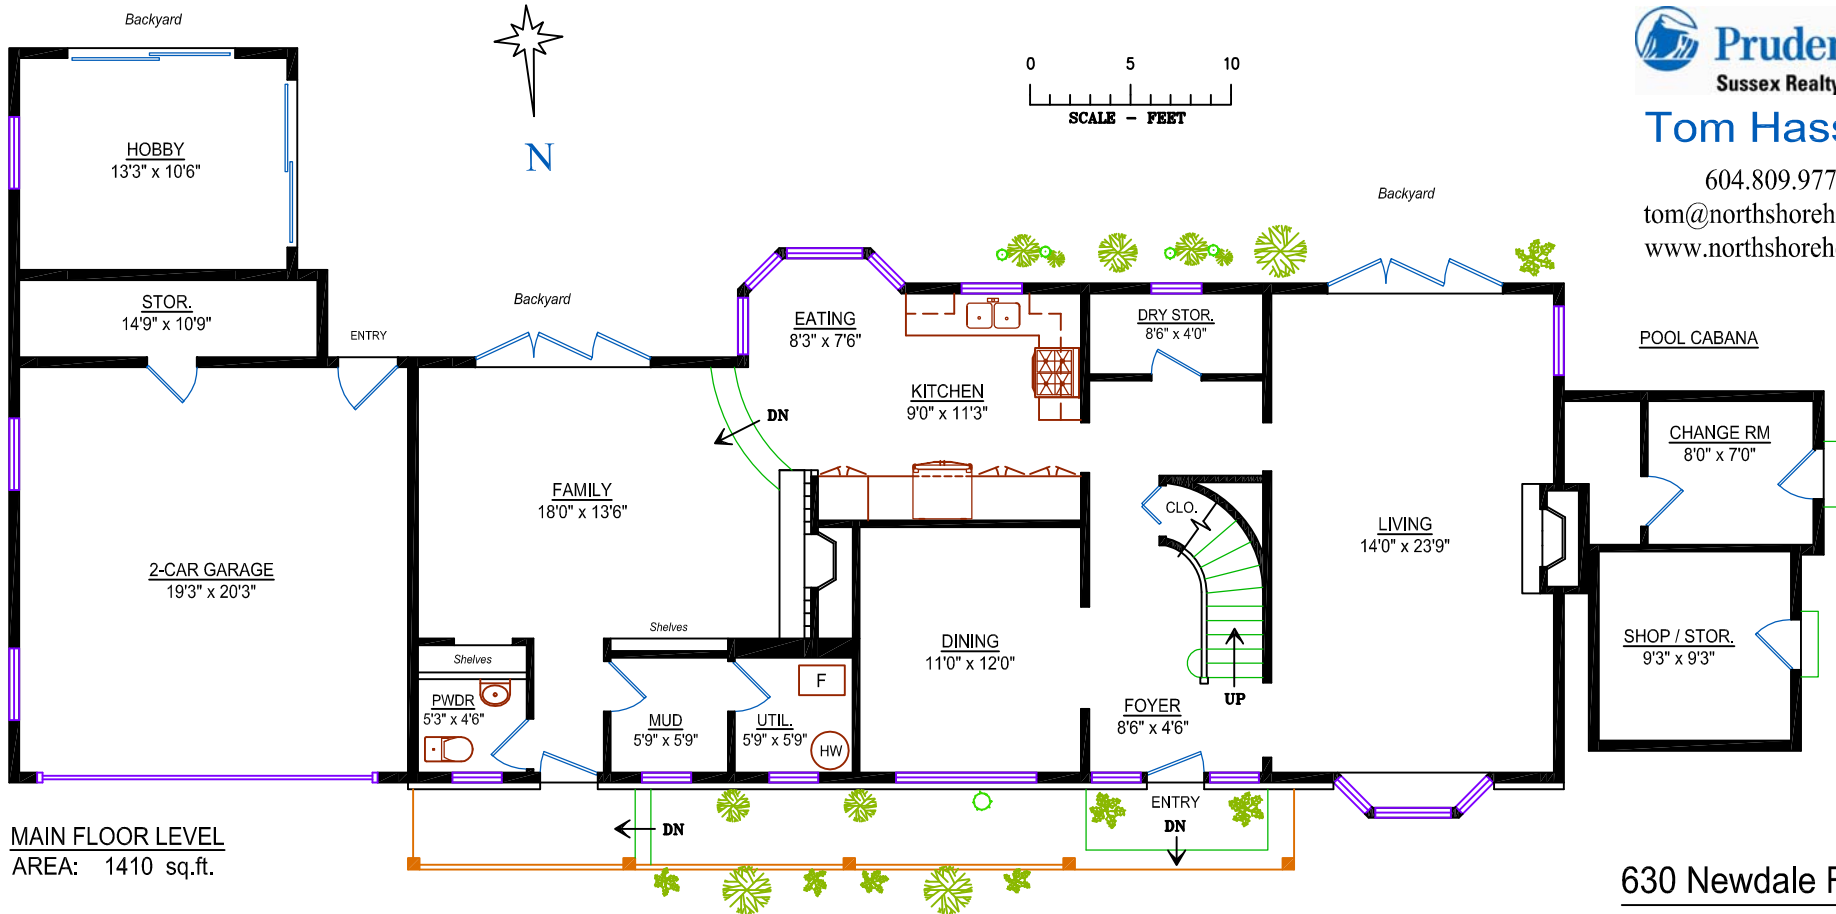 Backyard
HOBBY
13'3" x 10'6"
STOR.
14'9" x 10'9"
ENTRY
N
0 5 10
SCALE - FEET
Sussex Realty
Tom
604.809.977
Backyard
Backyard
EATING
8'3" x 7'6"
DRY STOR.
8'6" x 4'0"
POOL CABANA
KITCHEN
9'0" x 11'3"
DN
CHANGE RM
8'0" x 7'0"
FAMILY
18'0" x 13'6"
CLO.
LIVING
14'0" x 23'9"
2-CAR GARAGE
19'3" x 20'3"
Shelves
DINING
11'0" x 12'0"
SHOP / STOR.
9'3" x 9'3"
Shelves
F
UP
PWDR
5'3" x 4'6"
MUD
5'9" x 5'9"
UTIL.
5'9" x 5'9"
HW
FOYER
8'6" x 4'6"
ENTRY
DN
DN
MAIN FLOOR LEVEL
AREA: 1410 sq.ft.
630 Newdale